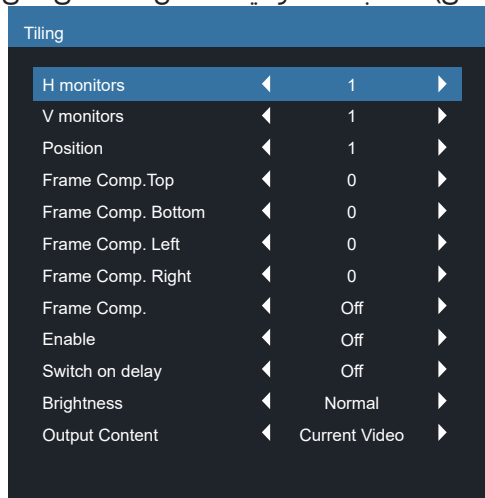 Tiling
H monitors 1
V monitors 1
Position 1
Frame Comp.Top 0
Frame Comp. Bottom 0
Frame Comp. Left 0
Frame Comp. Right 0
Frame Comp. Off
Enable Off
Switch on delay Off
Brightness Normal
Output Content Current Video